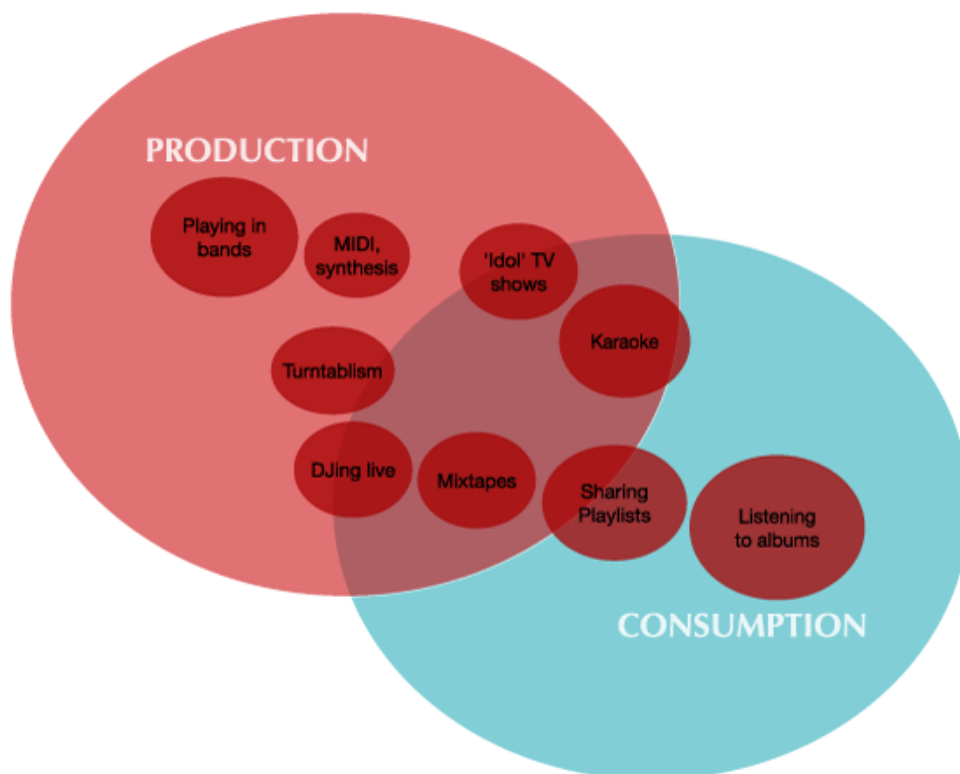 PRODUCTION
Playing in
bands
MIDI,
synthesis
'Idol' TV
shows
Karaoke
Turntablism
DJing live
Mixtapes
Sharing
Playlists
Listening
to albums
CONSUMPTION